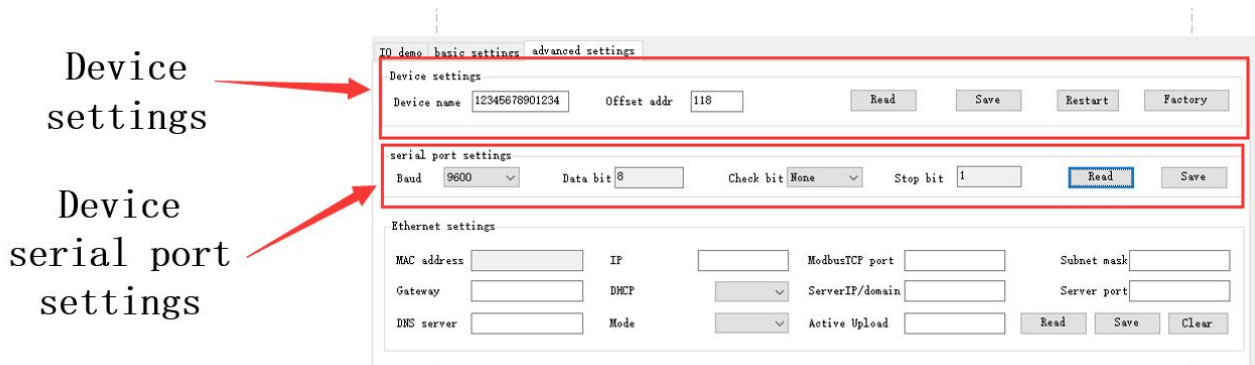 Device
settings
Device
serial port
settings
IO demo basic settings advanced settings
Device settings
Device name 12345678901234 Offset addr 118 Read Save Restart Factory
serial port settings
Baud 9600 Data bit 8 Check bit None Stop bit 1 Read Save
Ethernet settings
MAC address IP ModbusTCP port Subnet mask
Gateway DHCP ServerIP/domain Server port
DNS server Mode Active Upload Read Save Clear